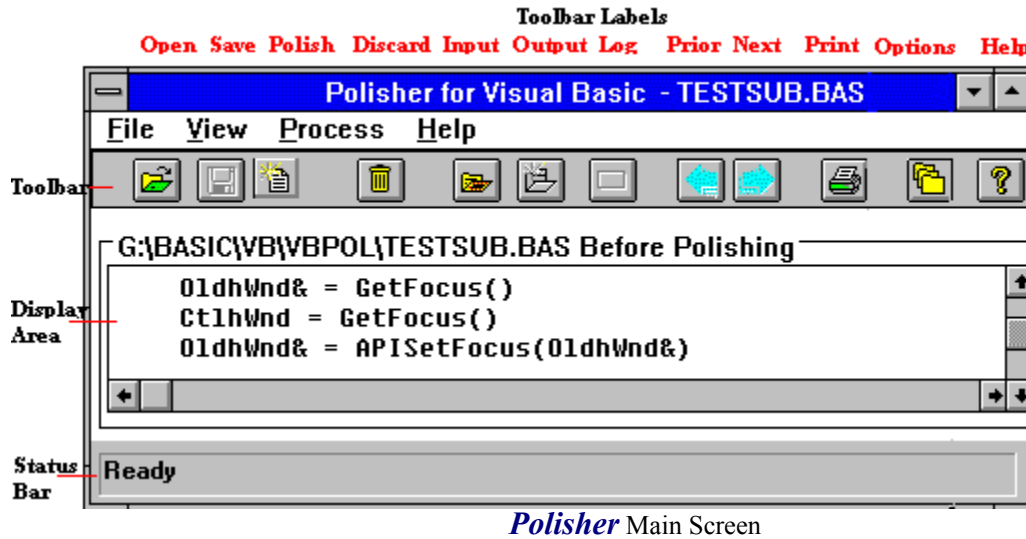 Toolbar Labels
Open Save Polish Discard Input Output Log Prior Next Print Options Help
Polisher for Visual Basic - TESTSUB.BAS
File View Process Help
Toolbar
G:\BASIC\VB\VBPOL\TESTSUB.BAS Before Polishing
OldhWnd& = GetFocus()
CtlhWnd = GetFocus()
OldhWnd& = APISetFocus(OldhWnd&)
Display
Area
Status
Bar
Ready
Polisher Main Screen